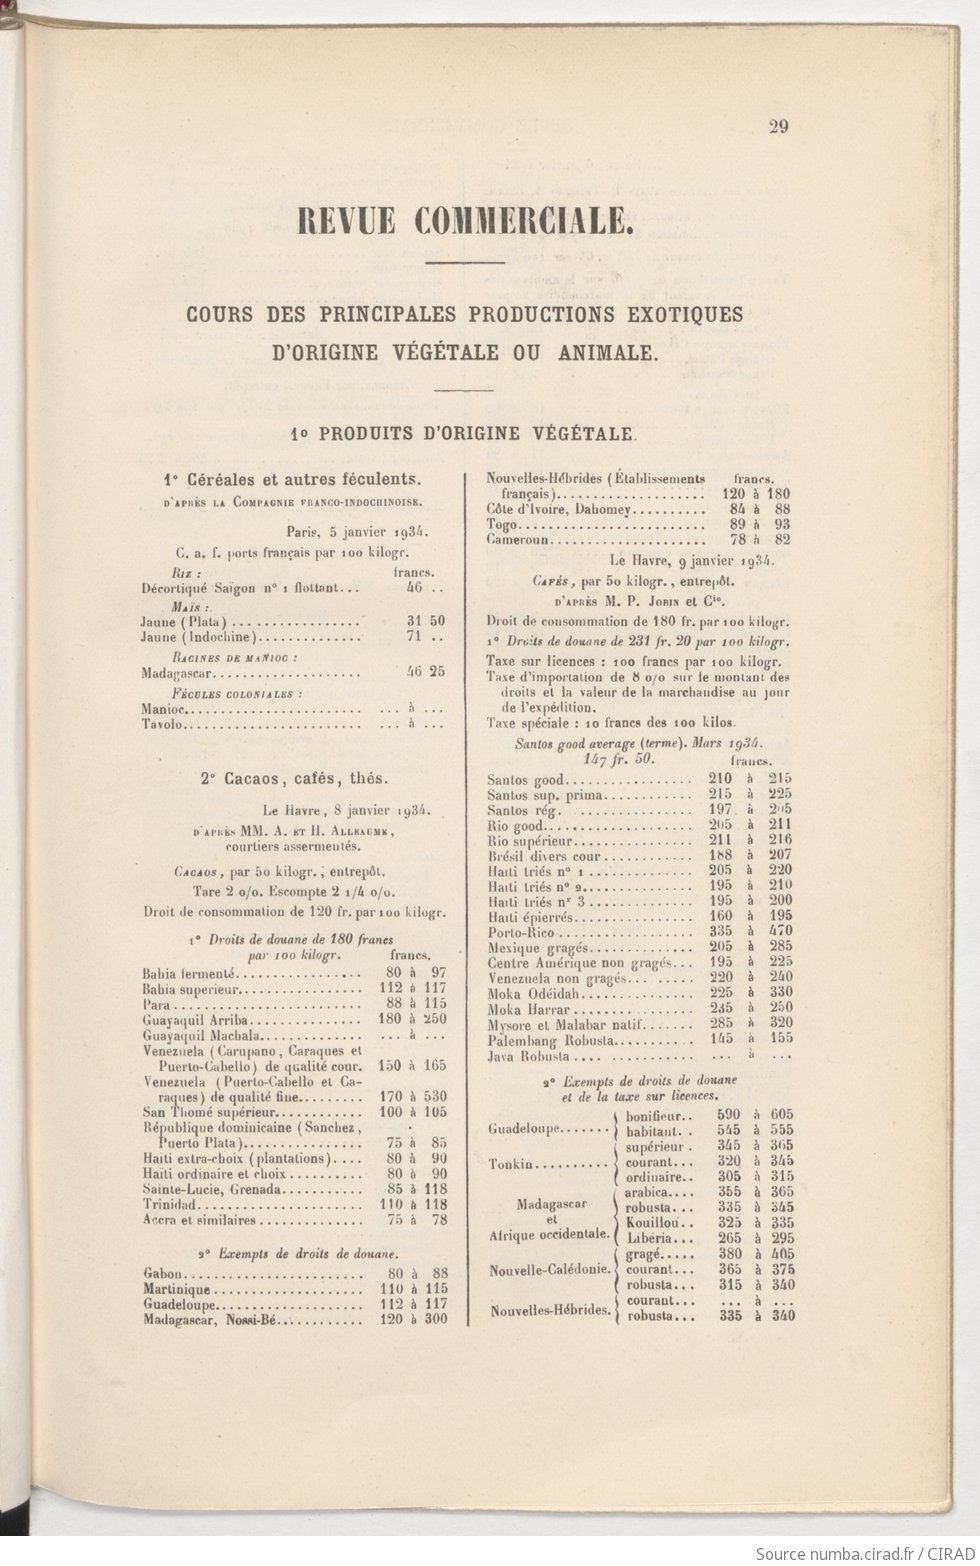 29
REVUE COMMERCIALE.
COURS DES PRINCIPALES PRODUCTIONS EXOTIQUES
D'ORIGINE VÉGÉTALE OU ANIMALE.
1o PRODUITS D'ORIGINE VÉGÉTALE.
1° Céréales et autres féculents.
D'APRÈS LA COMPAGNIE FRANCO-INDOCHINOISE.
Paris, 5 janvier 1934.
C. a. f. ports français par 100 kilogr.
RIZ : francs.
Décortiqué Saïgon n° 1 flottant... 46 ..
MAÏS :
Jaune (Plata) ................ 31 50
Jaune (Indochine).............. 71 ..
RACINES DE MANIOC :
Madagascar.................... 46 25
FÉCULES COLONIALES :
Manioc........................ ... à ...
Tavolo......................... ... à ...
2° Cacaos, cafés, thés.
Le Havre, 8 janvier 1934.
D'APRÈS MM. A. ET H. ALLEAUME,
courtiers assermentés.
CACAOS, par 50 kilogr., entrepôt.
Tare 2 o/o. Escompte 2 1/4 o/o.
Droit de consommation de 120 fr. par 100 kilogr.
1° Droits de douane de 180 francs
par 100 kilogr. francs.
Bahia fermenté................. 80 à 97
Bahia superieur................. 112 à 117
Para.......................... 88 à 115
Guayaquil Arriba............... 180 à 250
Guayaquil Machala.............. ... à ...
Venezuela (Carupano, Caraques et
Puerto-Cabello) de qualité cour. 150 à 165
Venezuela (Puerto-Cabello et Ca-
raques) de qualité fine......... 170 à 530
San Thomé supérieur............ 100 à 105
République dominicaine (Sanchez,
Puerto Plata)................ 75 à 85
Haïti extra-choix (plantations).... 80 à 90
Haïti ordinaire et choix.......... 80 à 90
Sainte-Lucie, Grenada........... 85 à 118
Trinidad....................... 110 à 118
Accra et similaires.............. 75 à 78
2° Exempts de droits de douane.
Gabon......................... 80 à 88
Martinique..................... 110 à 115
Guadeloupe.................... 112 à 117
Madagascar, Nossi-Bé............ 120 à 300
Nouvelles-Hébrides (Établissements francs.
français).................... 120 à 180
Côte d'Ivoire, Dahomey.......... 84 à 88
Togo.......................... 89 à 93
Cameroun...................... 78 à 82
Le Havre, 9 janvier 1934.
CAFÉS, par 50 kilogr., entrepôt.
D'APRÈS M. P. JOBIN et Cie.
Droit de consommation de 180 fr. par 100 kilogr.
1° Droits de douane de 231 fr. 20 par 100 kilogr.
Taxe sur licences : 100 francs par 100 kilogr.
Taxe d'importation de 8 o/o sur le montant des
droits et la valeur de la marchandise au jour
de l'expédition.
Taxe spéciale : 10 francs des 100 kilos.
Santos good average (terme). Mars 1934.
147 fr. 50. francs.
Santos good.................. 210 à 215
Santos sup. prima............ 215 à 225
Santos rég. ............... 197 à 205
Rio good..................... 205 à 211
Rio supérieur................ 211 à 216
Brésil divers cour............ 188 à 207
Haïti triés n° 1.............. 205 à 220
Haïti triés n° 2............... 195 à 210
Haïti triés nr 3.............. 195 à 200
Haïti épierrés................ 160 à 195
Porto-Rico.................. 335 à 470
Mexique gragés.............. 205 à 285
Centre Amérique non gragés... 195 à 225
Venezuela non gragés... ..... 220 à 240
Moka Odéidah............... 225 à 330
Moka Harrar................ 235 à 250
Mysore et Malabar natif....... 285 à 320
Palembang Robusta........... 145 à 155
Java Robusta.... ........... ... à ...
2° Exempts de droits de douane
et de la taxe sur licences.
Guadeloupe....... bonifieur.. 590 à 605
habitant.. 545 à 555
Tonkin.......... supérieur. 345 à 365
courant... 320 à 345
ordinaire.. 305 à 315
Madagascar et Afrique occidentale. arabica.... 355 à 365
robusta... 335 à 345
Kouillou.. 325 à 335
Libéria... 265 à 295
Nouvelle-Calédonie. gragé..... 380 à 405
courant... 365 à 375
robusta... 315 à 340
Nouvelles-Hébrides. courant... ... à ...
robusta... 335 à 340
Source numba.cirad.fr / CIRAD